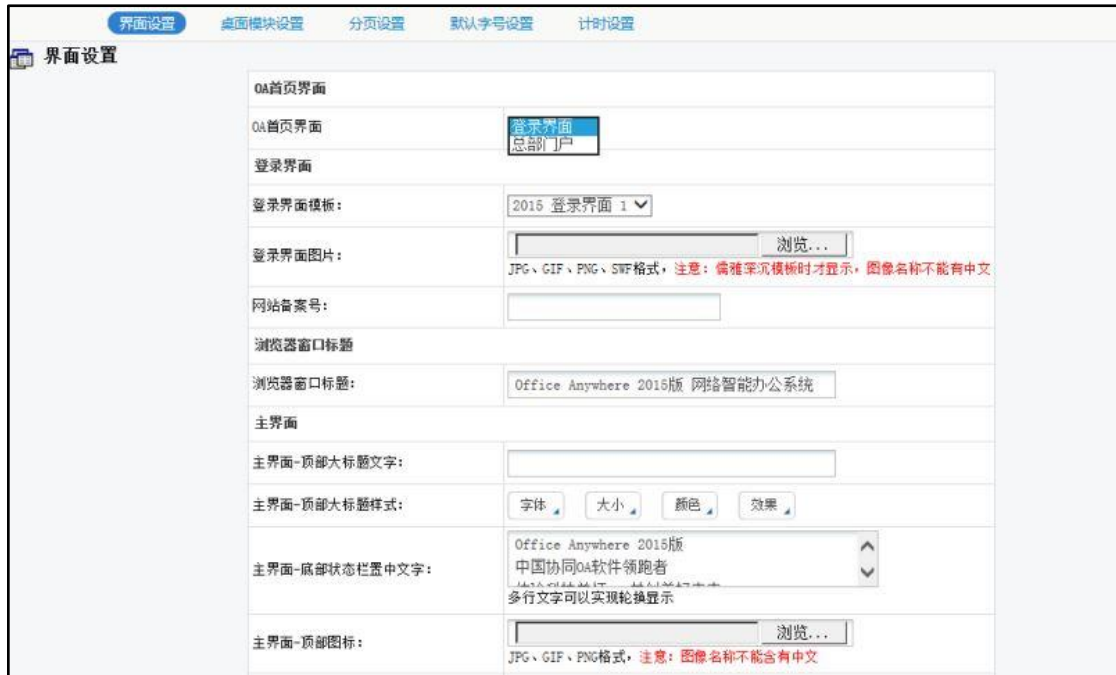 界面设置 桌面模块设置 分页设置 默认字号设置 计时设置
界面设置
OA首页界面
OA首页界面 登录界面
总部门户
登录界面
登录界面模板: 2015 登录界面 1
登录界面图片: 浏览...
JPG、GIF、PNG、SWF格式，注意：儒雅深沉模板时才显示，图像名称不能有中文
网站备案号:
浏览器窗口标题
浏览器窗口标题: Office Anywhere 2015版 网络智能办公系统
主界面
主界面-顶部大标题文字:
主界面-顶部大标题样式: 字体 大小 颜色 效果
Office Anywhere 2015版
主界面-底部状态栏置中文字: 中国协同OA软件领跑者
多行文字可以实现轮换显示
主界面-顶部图标: 浏览...
JPG、GIF、PNG格式，注意：图像名称不能含有中文